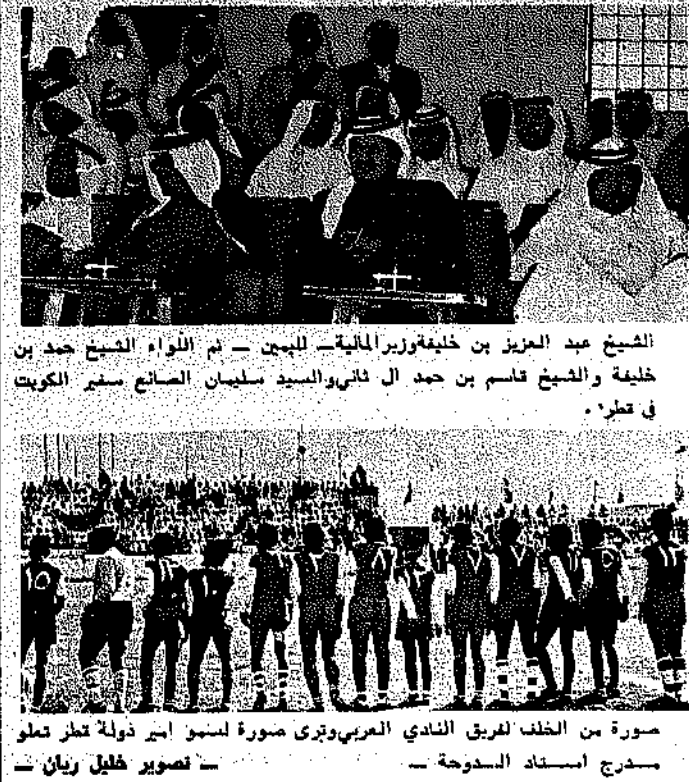 الشيخ عبد العزيز بن خليفة وزير المالية ــ لليمين ــ ثم اللواء الشيخ حمد بن
خليفة والشيخ قاسم بن حمد ال ثاني والسيد سليمان الصانع سفير الكويت
في قطر .
صورة من الخلف لفريق النادي العربي وترى صورة لسمو امير دولة قطر تعلو
مدرج استاد الدوحة ــ ــ تصوير خليل ريان ــ